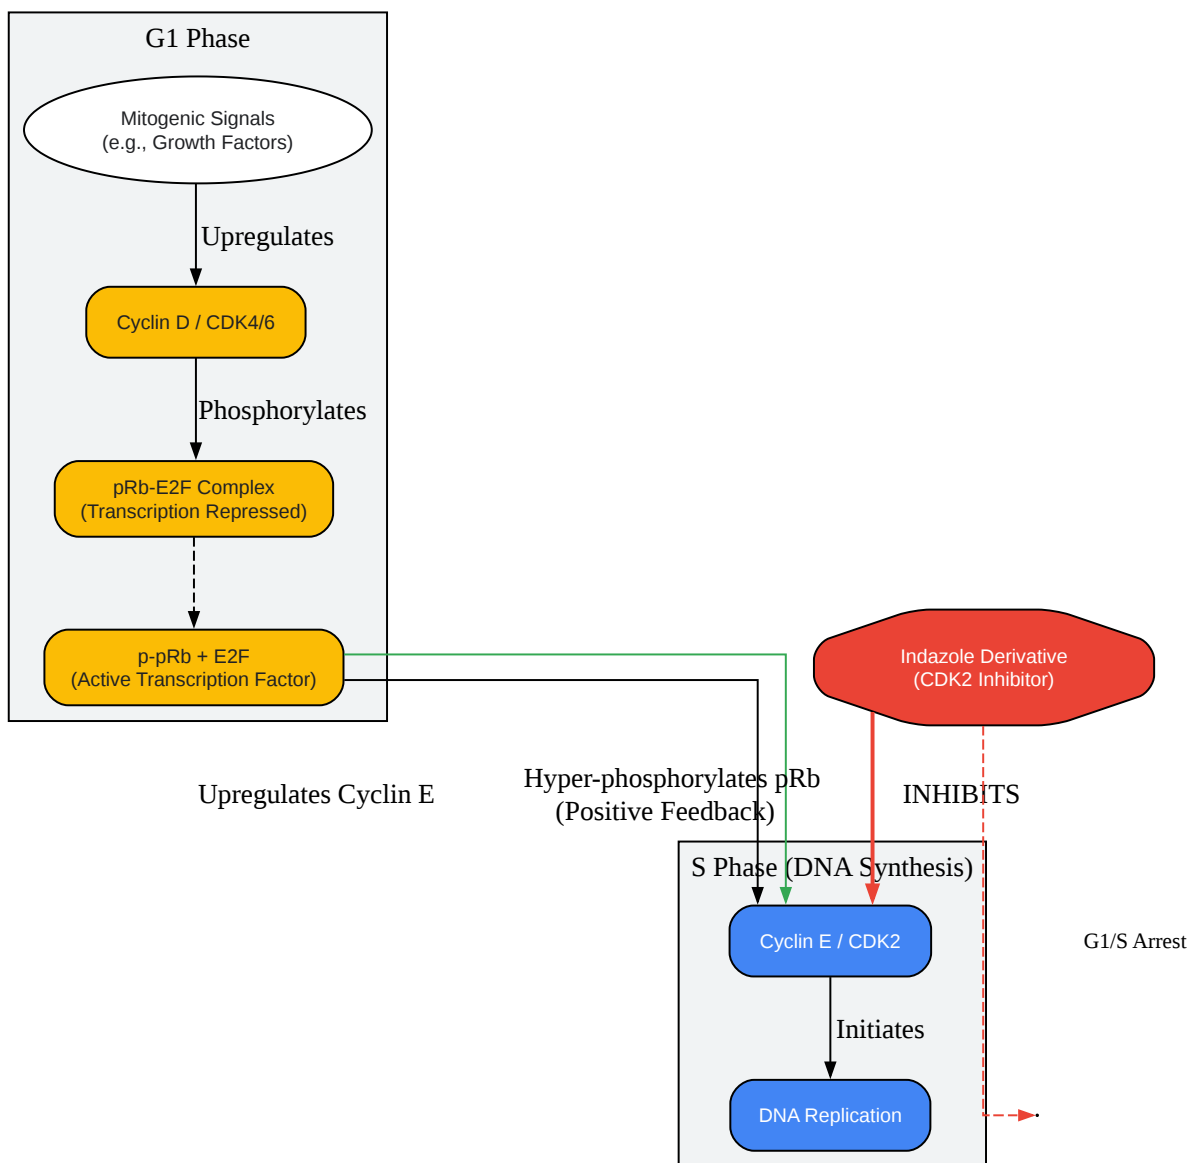 G1 Phase
Mitogenic Signals
(e.g., Growth Factors)
Upregulates
Cyclin D / CDK4/6
Phosphorylates
pRb-E2F Complex
(Transcription Repressed)
p-pRb + E2F
(Active Transcription Factor)
Indazole Derivative
(CDK2 Inhibitor)
Upregulates Cyclin E
Hyper-phosphorylates pRb
(Positive Feedback)
INHIBITS
S Phase (DNA Synthesis)
Cyclin E / CDK2
G1/S Arrest
Initiates
DNA Replication